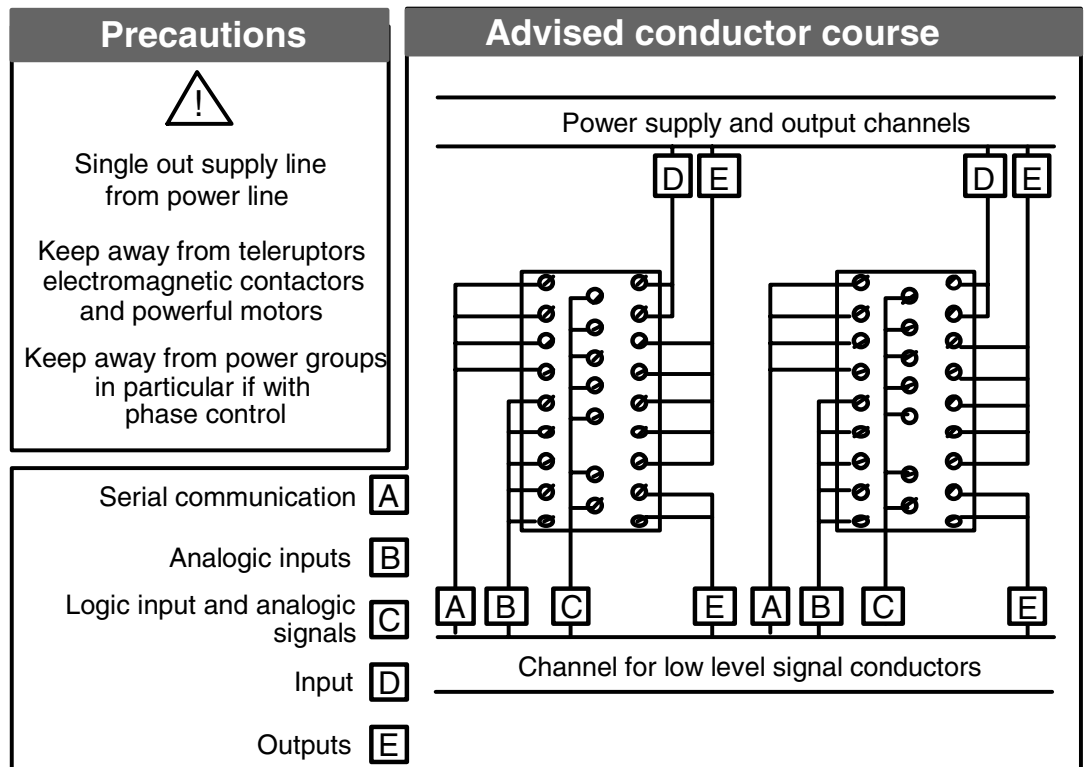 Precautions
!
Single out supply line
from power line
Keep away from teleruptors
electromagnetic contactors
and powerful motors
Keep away from power groups
in particular if with
phase control
Advised conductor course
Power supply and output channels
D E D E
A B C E A B C E
Channel for low level signal conductors
Serial communication A
Analogic inputs B
Logic input and analogic
signals C
Input D
Outputs E